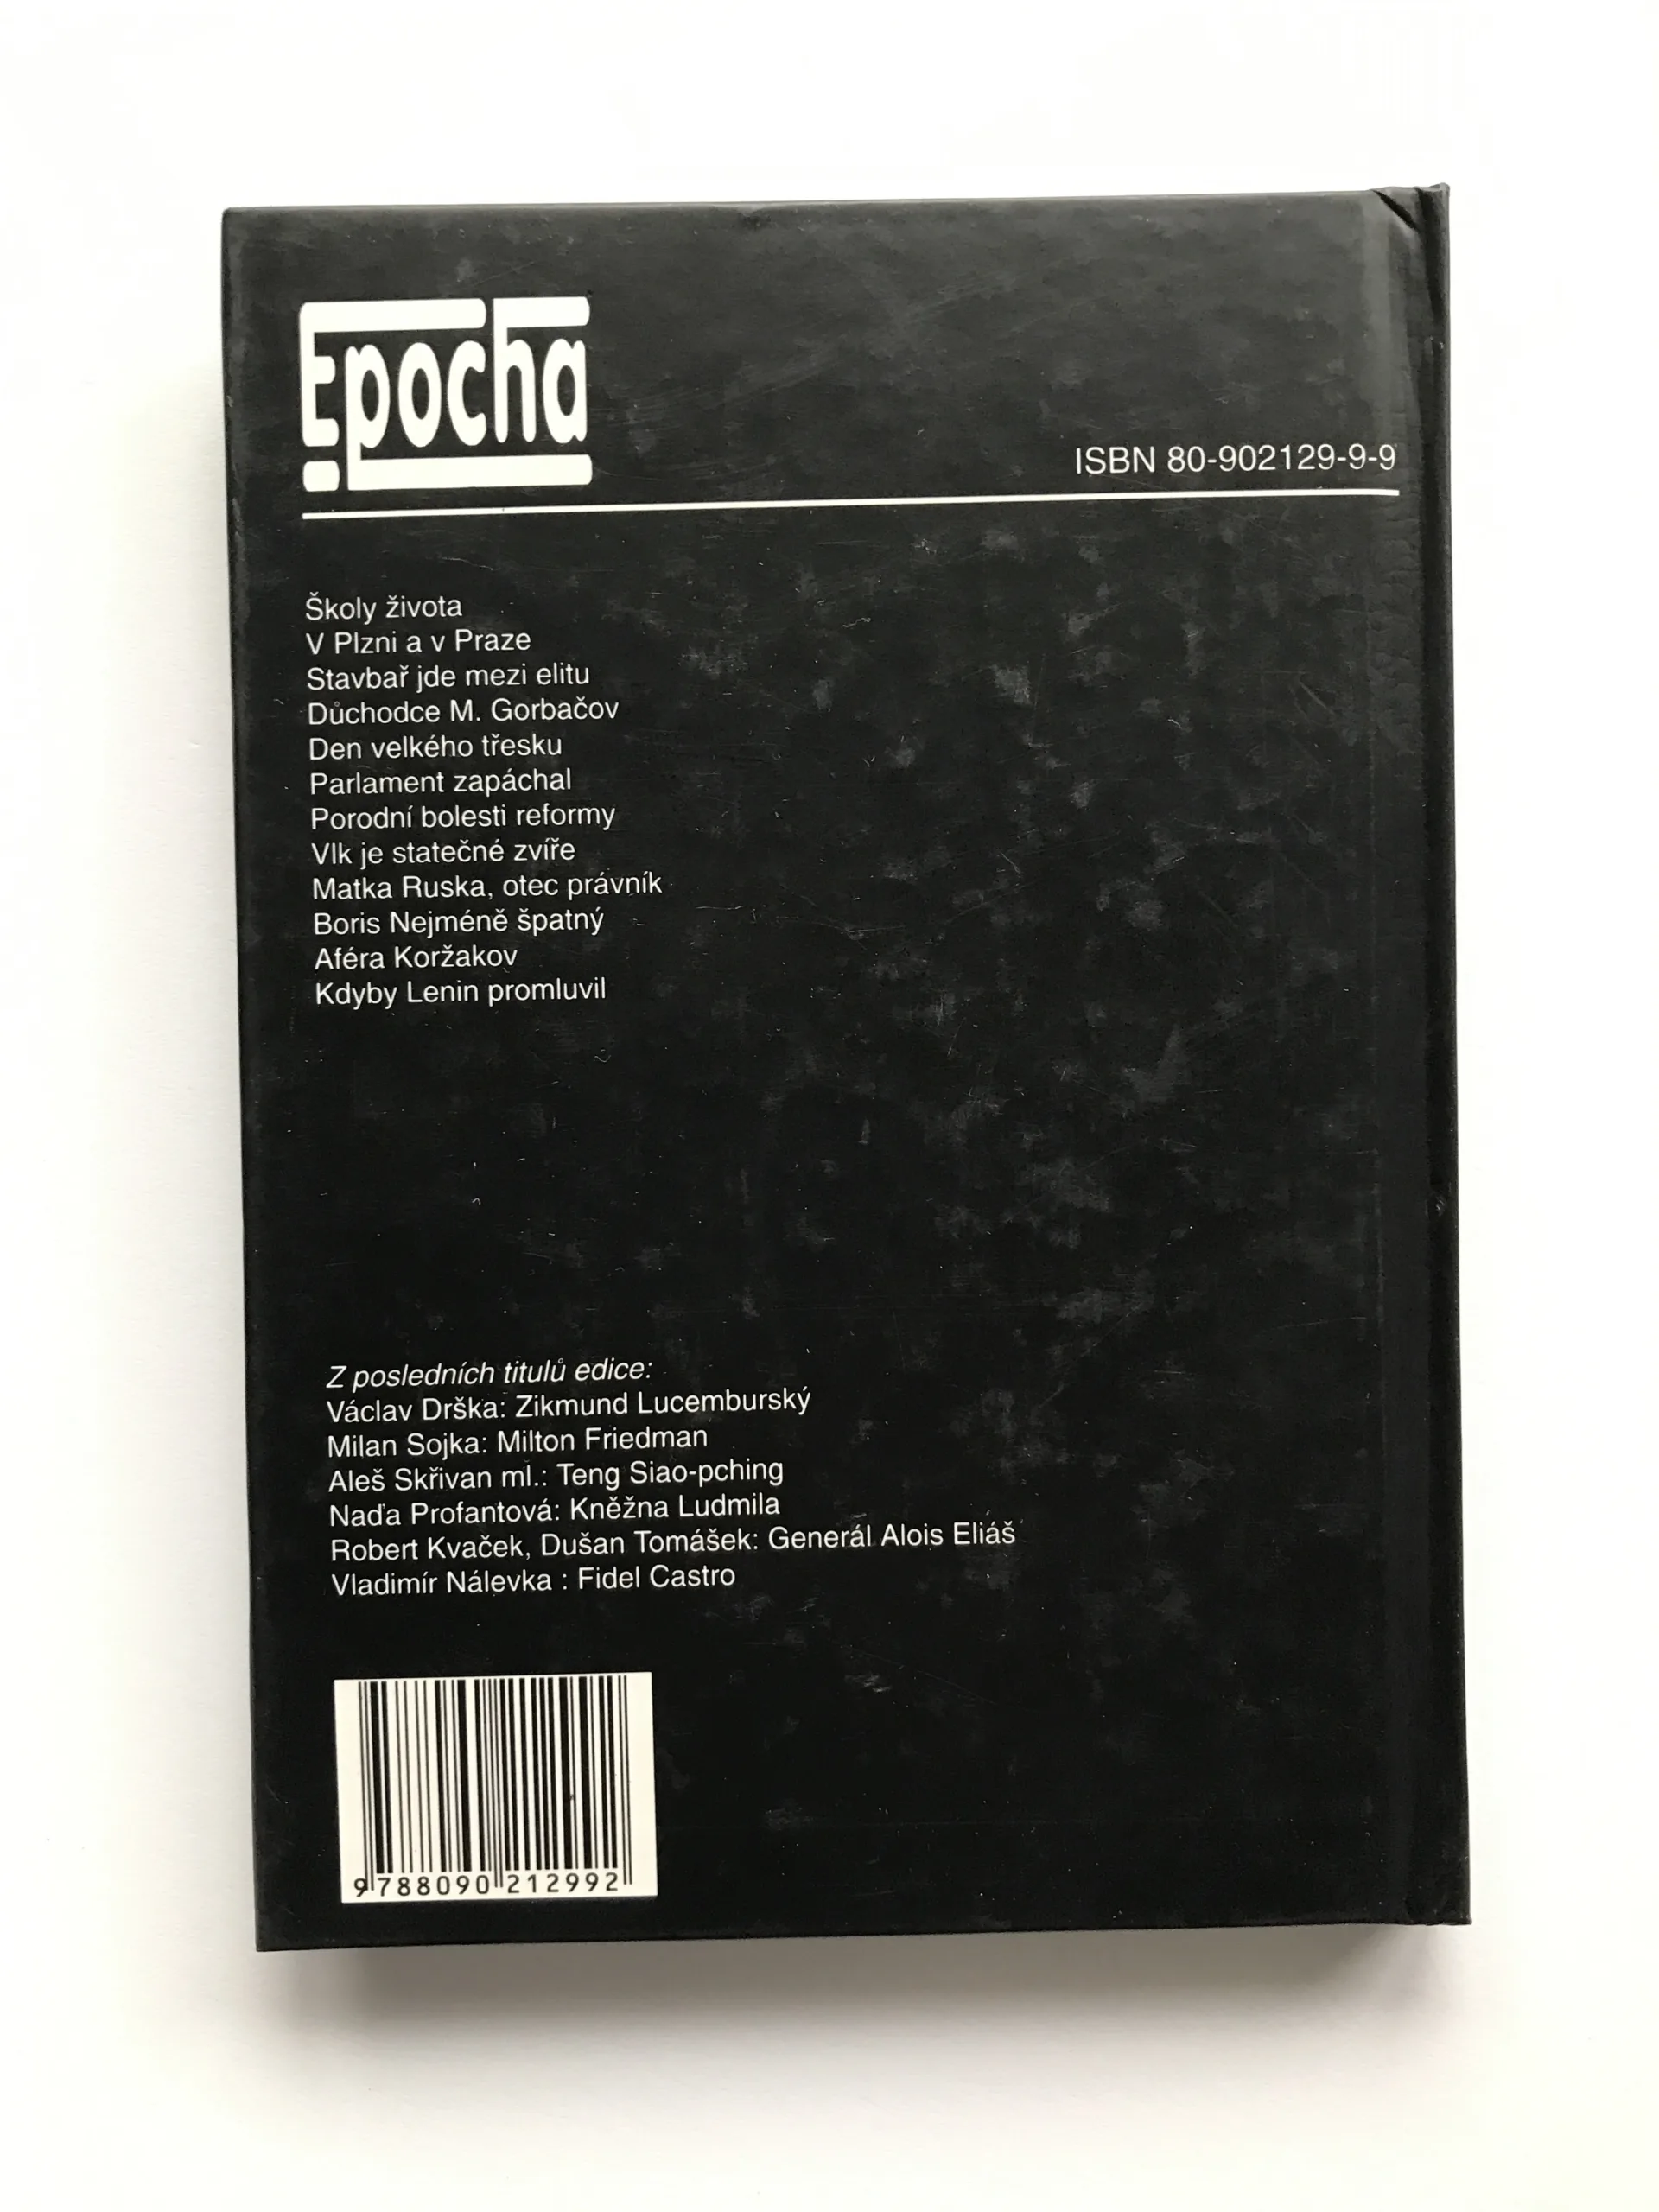 Epocha
ISBN 80-902129-9-9
Školy života
V Plzni a v Praze
Stavbař jde mezi elitu
Důchodce M. Gorbačov
Den velkého třesku
Parlament zapáchal
Porodní bolesti reformy
Vlk je statečné zvíře
Matka Ruska, otec právník
Boris Nejméně špatný
Aféra Koržakov
Kdyby Lenin promluvil
Z posledních titulů edice:
Václav Drška: Zikmund Lucemburský
Milan Sojka: Milton Friedman
Aleš Skřivan ml.: Teng Siao-pching
Naďa Profantová: Kněžna Ludmila
Robert Kvaček, Dušan Tomášek: Generál Alois Eliáš
Vladimír Nálevka : Fidel Castro
9 788090 212992